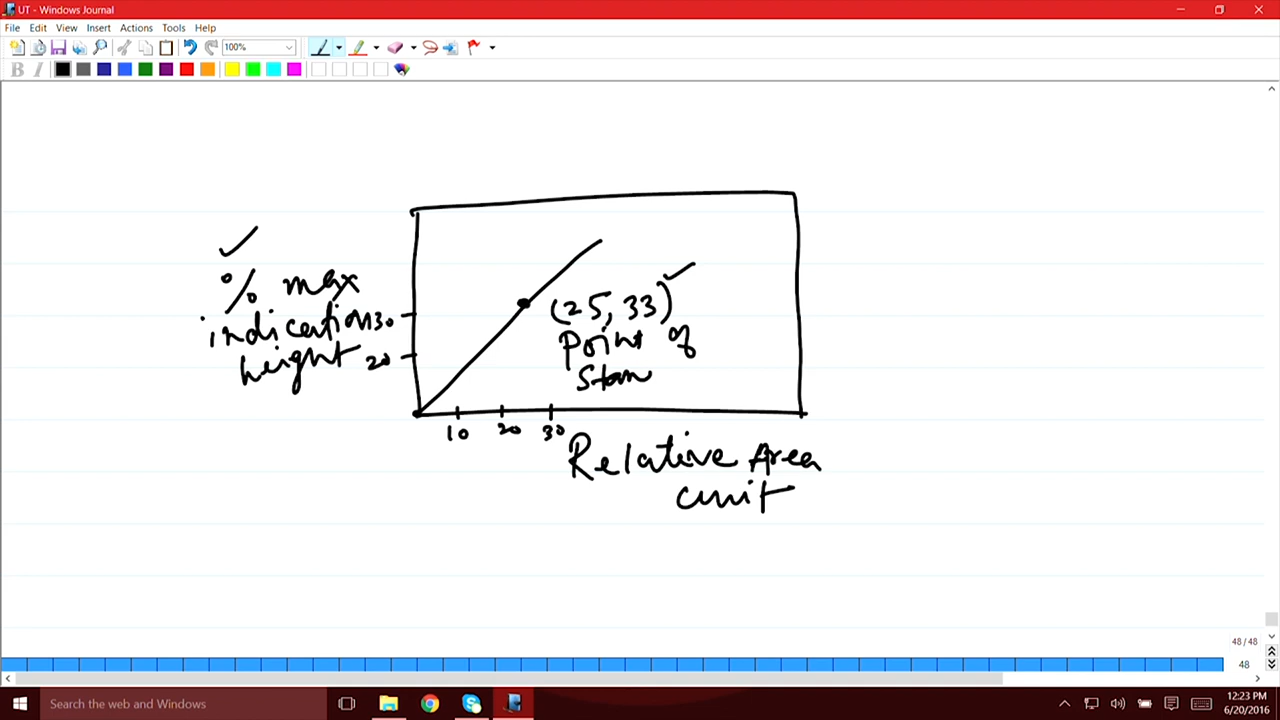 UT - Windows Journal
File Edit View Insert Actions Tools Help
100%
B I
% max
indication
height
30
20
(25, 33)
Point of
Stan
10 20 30
Relative Area
unit
48 / 48
48
Search the web and Windows
12:23 PM
6/20/2016